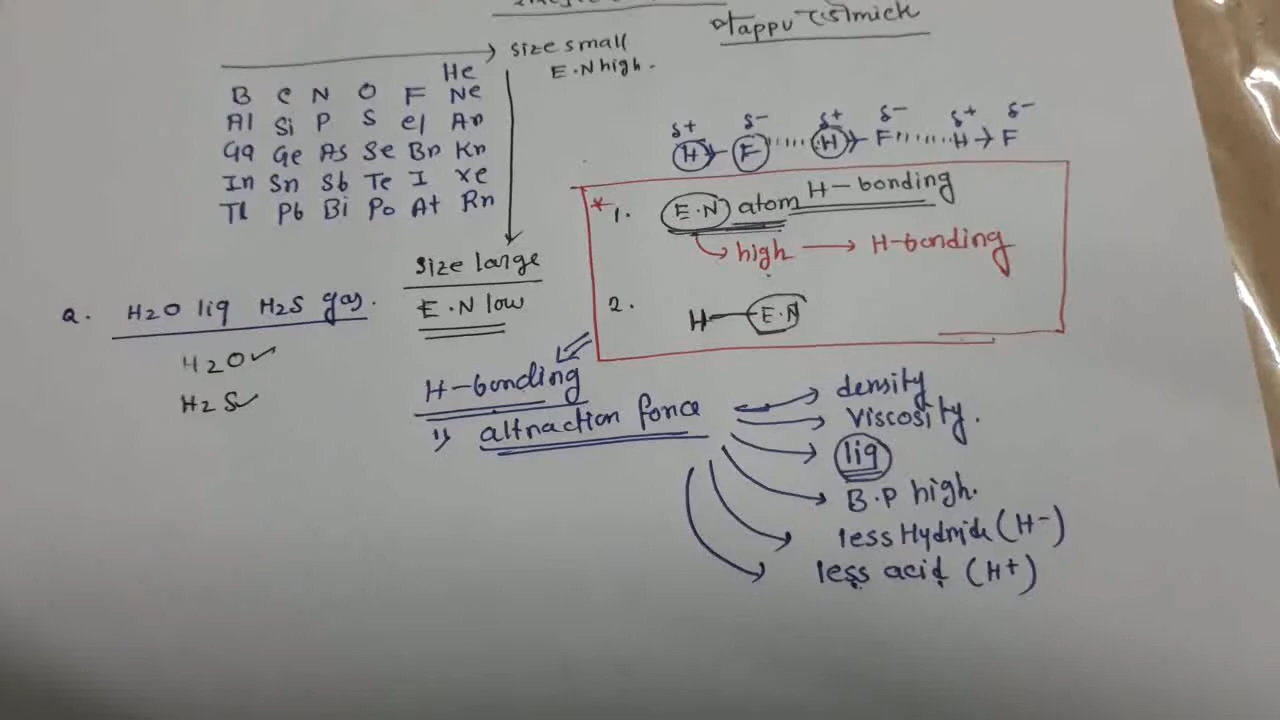 size small
E.N high.
He
B C N O F Ne
Al Si P S Cl Ar
Ga Ge As Se Br Kr
In Sn Sb Te I Xe
Tl Pb Bi Po At Rn
size large
E.N low
δ+ δ- δ+ δ- δ+ δ-
H F ..... H F ...... H → F
* 1. E.N atom H-bonding
high → H-bonding
2. H — E.N
Q. H2O liq H2S gas.
H2O ✓
H2S ✓
H-bonding
1) attraction force
density
viscosity.
liq
B.P high.
less Hydride (H-)
less acid (H+)